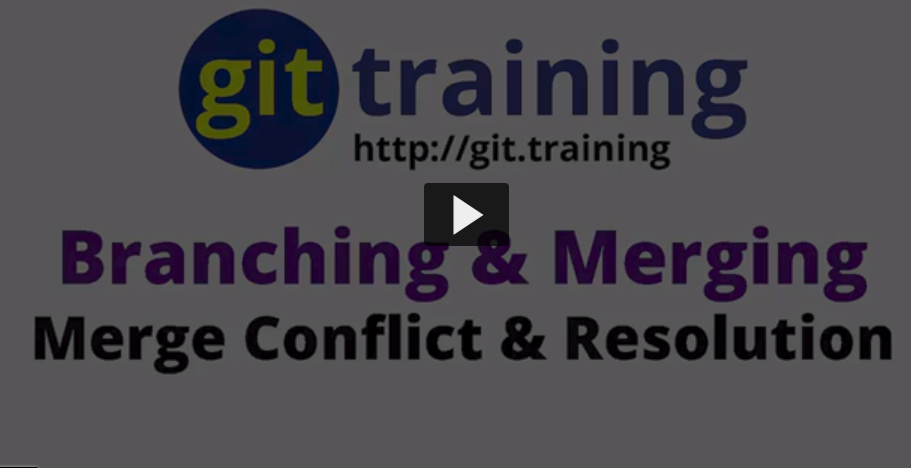 git training
http://git.training
Branching & Merging
Merge Conflict & Resolution